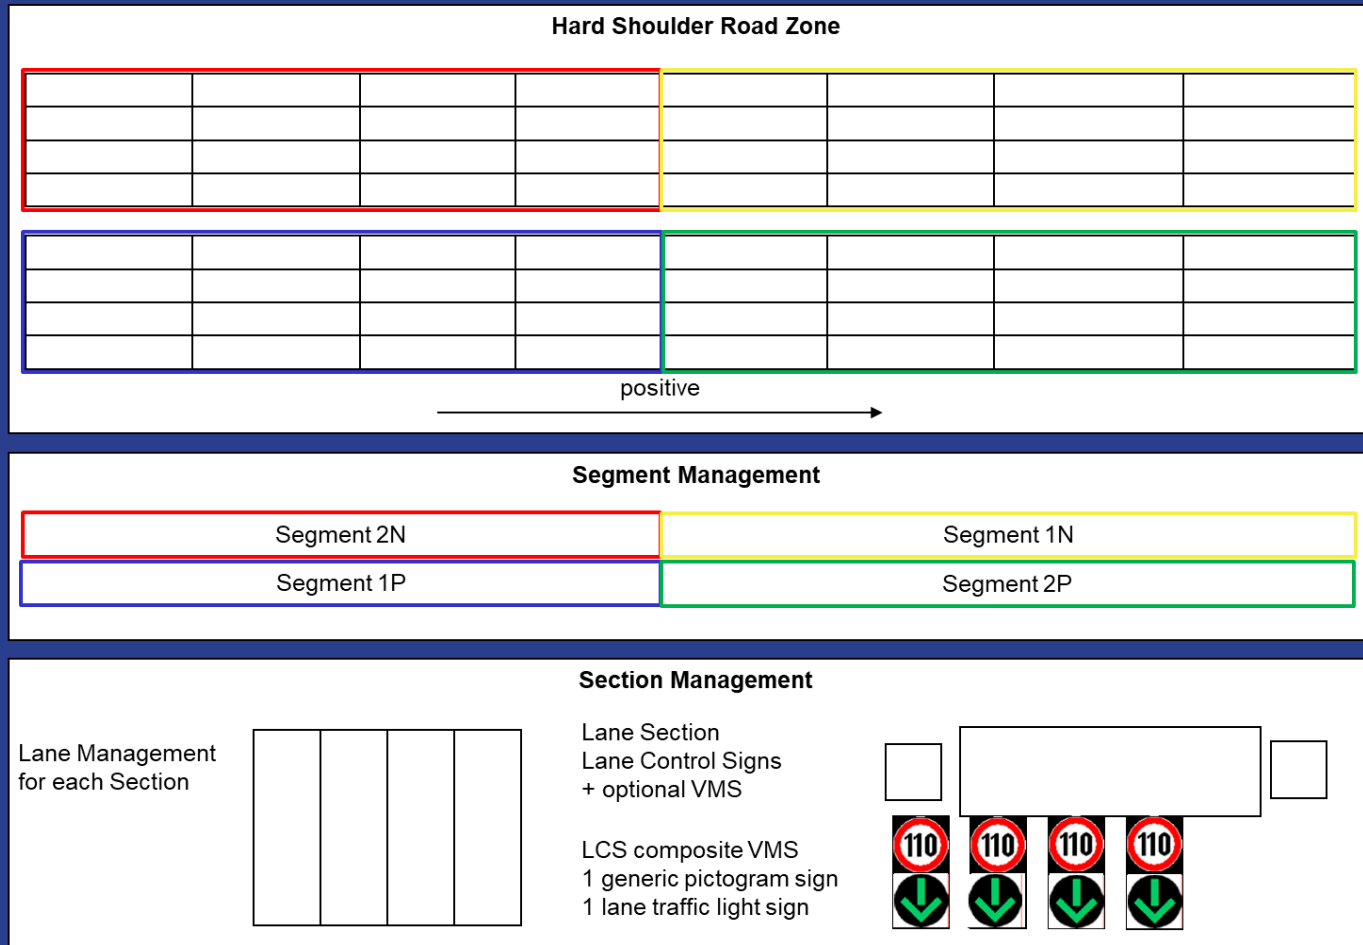 Hard Shoulder Road Zone
positive
Segment Management
Segment 2N
Segment 1N
Segment 1P
Segment 2P
Section Management
Lane Management
for each Section
Lane Section
Lane Control Signs
+ optional VMS
LCS composite VMS
1 generic pictogram sign
1 lane traffic light sign
110 110 110 110